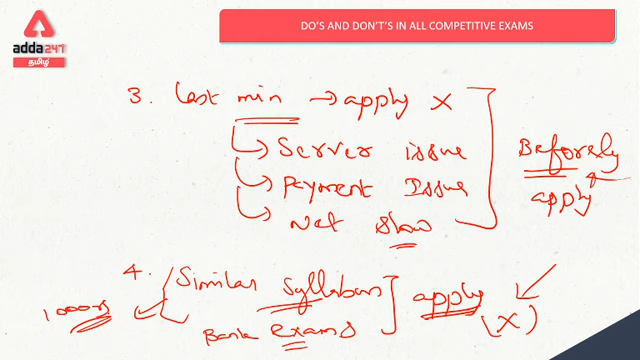 DO'S AND DON'T'S IN ALL COMPETITIVE EXAMS
adda247
தமிழ்
3. last min → apply X
Server issue
Payment Issue
Net slow
Beforely
apply
4. Similar Syllabus
Bank exams
apply
(X)